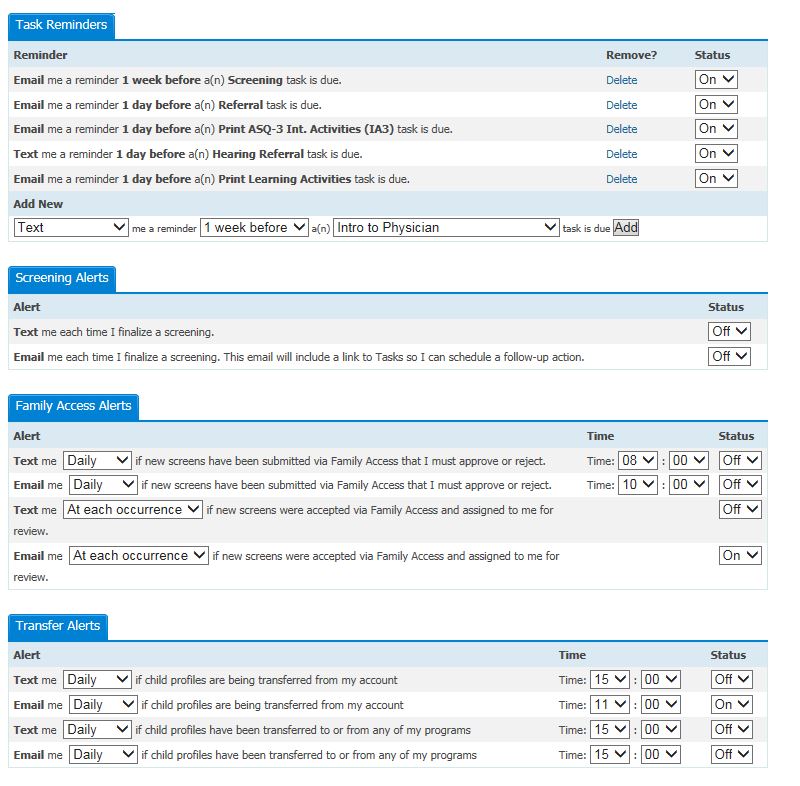 Task Reminders
Reminder Remove? Status
Email me a reminder 1 week before a(n) Screening task is due. Delete On
Email me a reminder 1 day before a(n) Referral task is due. Delete On
Email me a reminder 1 day before a(n) Print ASQ-3 Int. Activities (IA3) task is due. Delete On
Text me a reminder 1 day before a(n) Hearing Referral task is due. Delete On
Email me a reminder 1 day before a(n) Print Learning Activities task is due. Delete On
Add New
Text me a reminder 1 week before a(n) Intro to Physician task is due Add
Screening Alerts
Alert Status
Text me each time I finalize a screening. Off
Email me each time I finalize a screening. This email will include a link to Tasks so I can schedule a follow-up action. Off
Family Access Alerts
Alert Time Status
Text me Daily if new screens have been submitted via Family Access that I must approve or reject. Time: 08 : 00 Off
Email me Daily if new screens have been submitted via Family Access that I must approve or reject. Time: 10 : 00 Off
Text me At each occurrence if new screens were accepted via Family Access and assigned to me for Off
review.
Email me At each occurrence if new screens were accepted via Family Access and assigned to me for On
review.
Transfer Alerts
Alert Time Status
Text me Daily if child profiles are being transferred from my account Time: 15 : 00 Off
Email me Daily if child profiles are being transferred from my account Time: 11 : 00 On
Text me Daily if child profiles have been transferred to or from any of my programs Time: 15 : 00 Off
Email me Daily if child profiles have been transferred to or from any of my programs Time: 15 : 00 Off